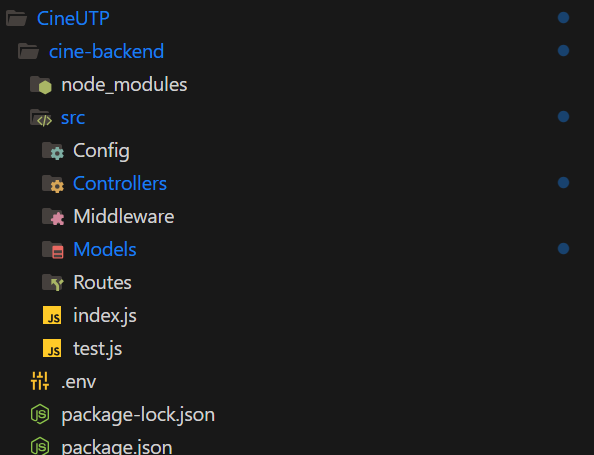 CineUTP
cine-backend
node_modules
src
Config
Controllers
Middleware
Models
Routes
JS index.js
JS test.js
.env
package-lock.json
package.json